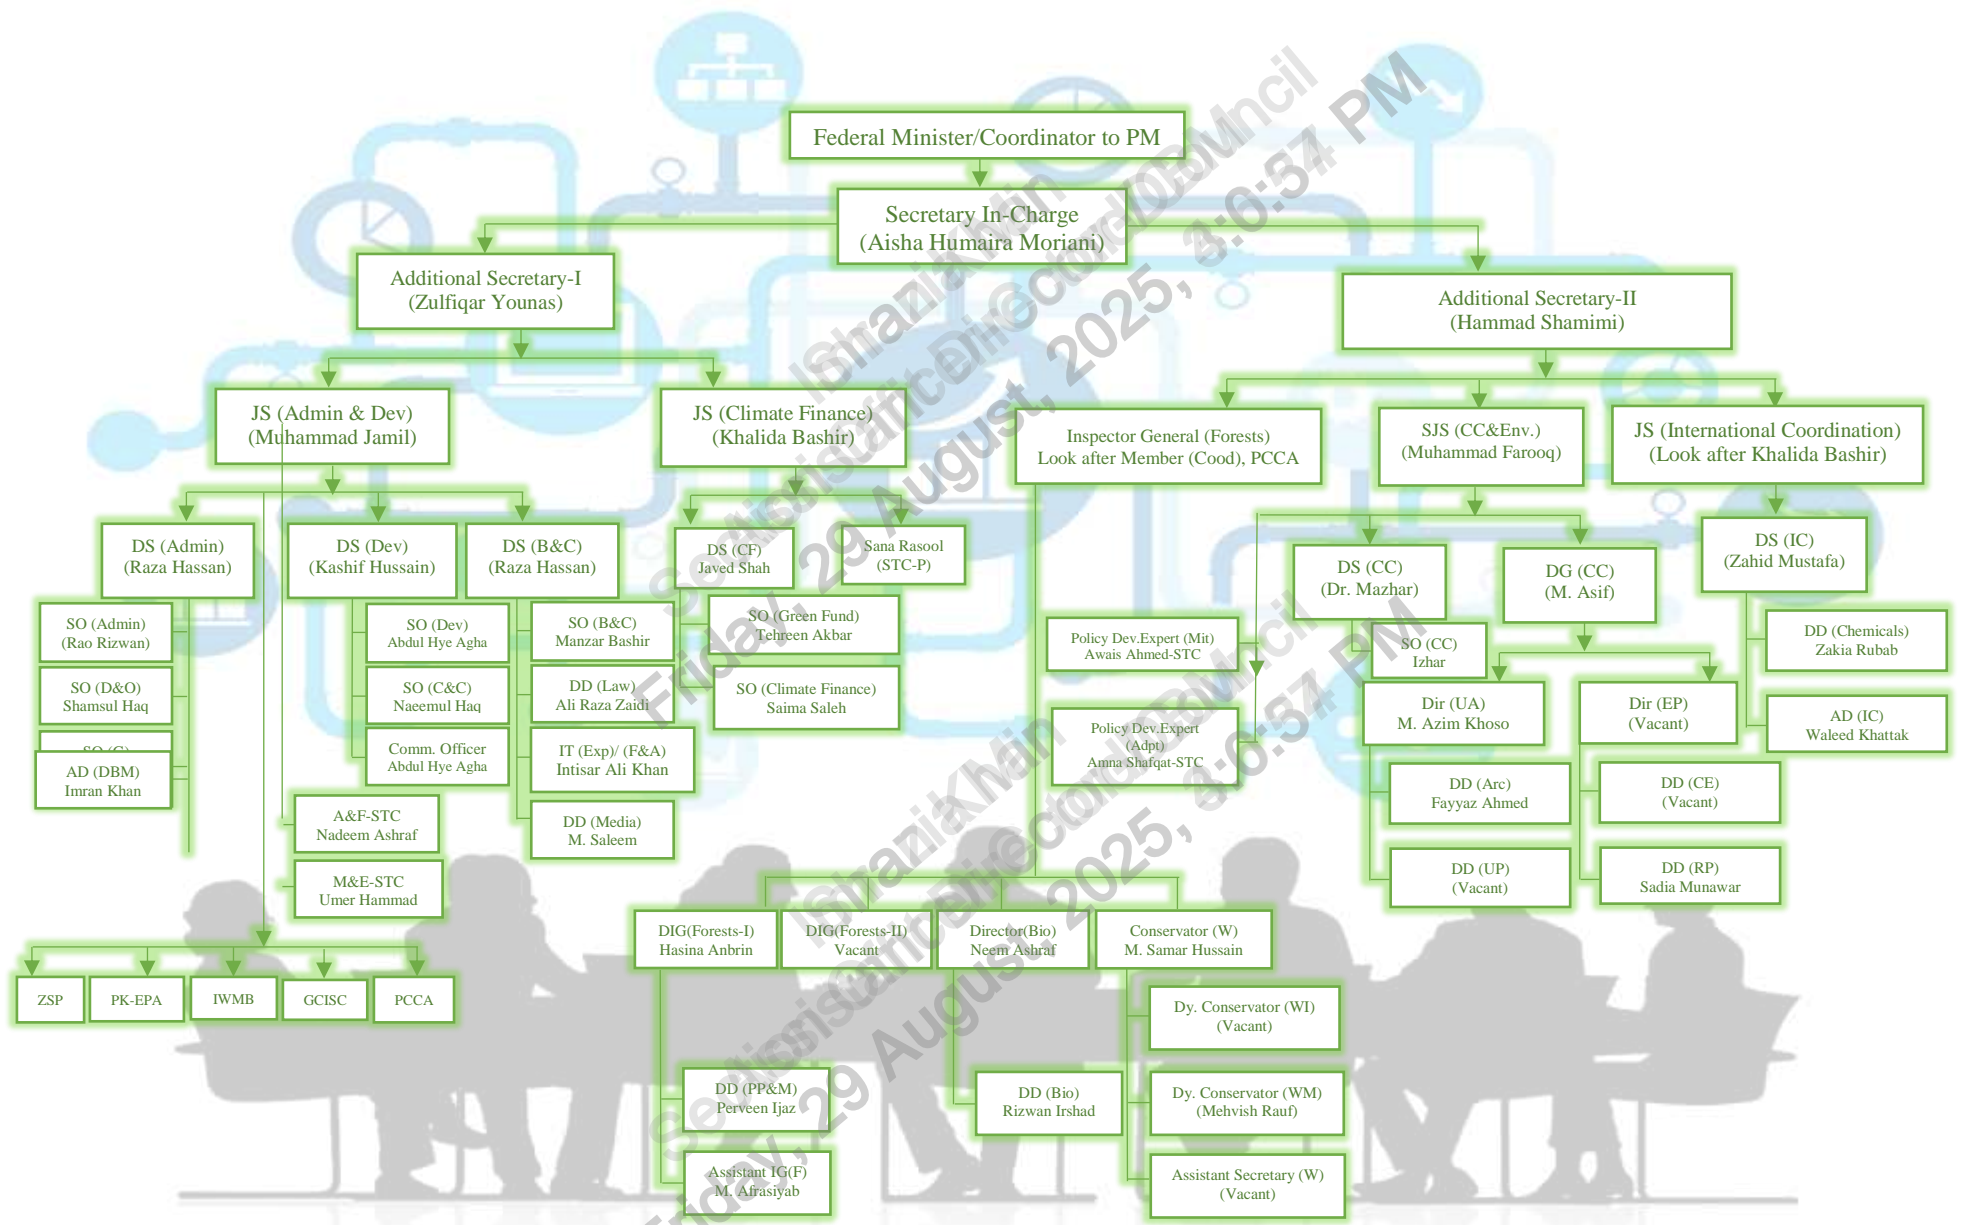 Federal Minister/Coordinator to PM
Secretary In-Charge
(Aisha Humaira Moriani)
Additional Secretary-I
(Zulfiqar Younas)
Additional Secretary-II
(Hammad Shamimi)
JS (Admin & Dev)
(Muhammad Jamil)
JS (Climate Finance)
(Khalida Bashir)
Inspector General (Forests)
Look after Member (Cood), PCCA
SJS (CC&Env.)
(Muhammad Farooq)
JS (International Coordination)
(Look after Khalida Bashir)
DS (Admin)
(Raza Hassan)
DS (Dev)
(Kashif Hussain)
DS (B&C)
(Raza Hassan)
DS (CF)
Javed Shah
Sana Rasool
(STC-P)
DS (CC)
(Dr. Mazhar)
DG (CC)
(M. Asif)
DS (IC)
(Zahid Mustafa)
SO (Admin)
(Rao Rizwan)
SO (D&O)
Shamsul Haq
SO (G)
AD (DBM)
Imran Khan
SO (Dev)
Abdul Hye Agha
SO (C&C)
Naeemul Haq
Comm. Officer
Abdul Hye Agha
A&F-STC
Nadeem Ashraf
M&E-STC
Umer Hammad
SO (B&C)
Manzar Bashir
DD (Law)
Ali Raza Zaidi
IT (Exp)/ (F&A)
Intisar Ali Khan
DD (Media)
M. Saleem
SO (Green Fund)
Tehreen Akbar
SO (Climate Finance)
Saima Saleh
Policy Dev.Expert (Mit)
Awais Ahmed-STC
Policy Dev.Expert
(Adpt)
Amna Shafqat-STC
SO (CC)
Izhar
Dir (UA)
M. Azim Khoso
Dir (EP)
(Vacant)
DD (Arc)
Fayyaz Ahmed
DD (UP)
(Vacant)
DD (CE)
(Vacant)
DD (RP)
Sadia Munawar
DD (Chemicals)
Zakia Rubab
AD (IC)
Waleed Khattak
ZSP
PK-EPA
IWMB
GCISC
PCCA
DIG(Forests-I)
Hasina Anbrin
DIG(Forests-II)
Vacant
Director(Bio)
Neem Ashraf
Conservator (W)
M. Samar Hussain
DD (PP&M)
Perveen Ijaz
Assistant IG(F)
M. Afrasiyab
DD (Bio)
Rizwan Irshad
Dy. Conservator (WI)
(Vacant)
Dy. Conservator (WM)
(Mehvish Rauf)
Assistant Secretary (W)
(Vacant)
Friday, 29 August, 2025,
PM
Friday, 29 August, 2025,
PM